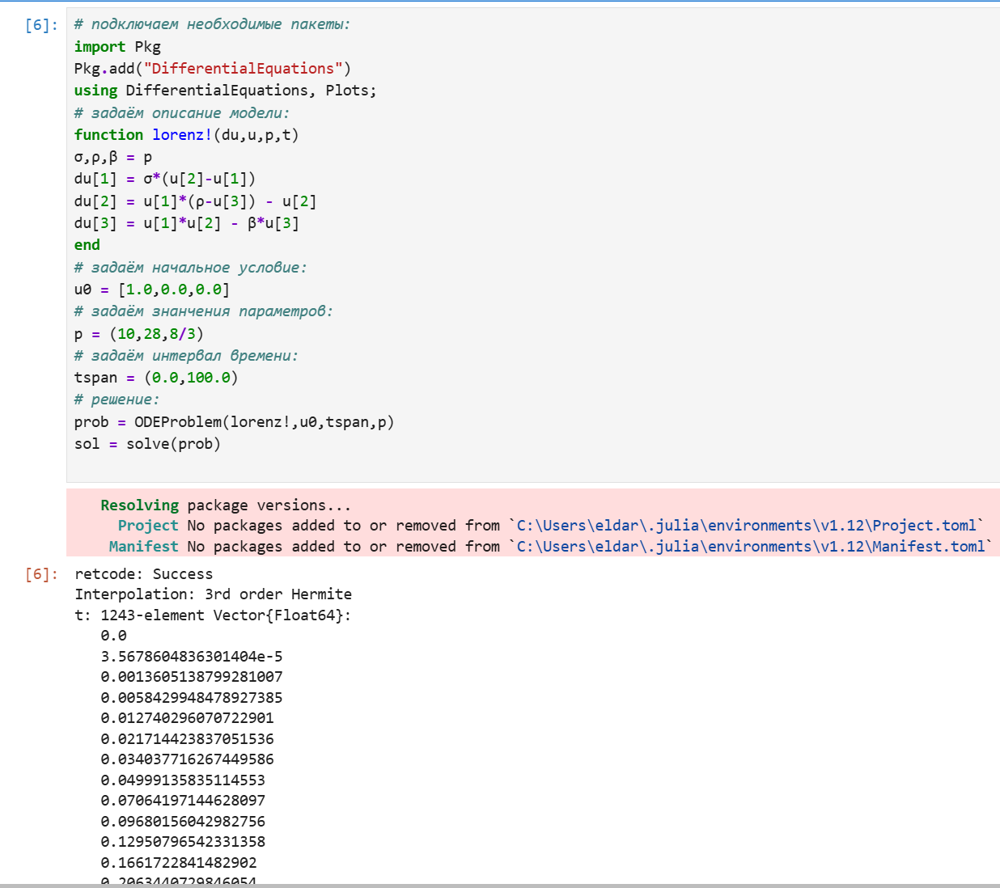 [6]: # подключаем необходимые пакеты:
import Pkg
Pkg.add("DifferentialEquations")
using DifferentialEquations, Plots;
# задаём описание модели:
function lorenz!(du,u,p,t)
σ,ρ,β = p
du[1] = σ*(u[2]-u[1])
du[2] = u[1]*(ρ-u[3]) - u[2]
du[3] = u[1]*u[2] - β*u[3]
end
# задаём начальное условие:
u0 = [1.0,0.0,0.0]
# задаём знанчения параметров:
p = (10,28,8/3)
# задаём интервал времени:
tspan = (0.0,100.0)
# решение:
prob = ODEProblem(lorenz!,u0,tspan,p)
sol = solve(prob)
Resolving package versions...
Project No packages added to or removed from `C:\Users\eldar\.julia\environments\v1.12\Project.toml`
Manifest No packages added to or removed from `C:\Users\eldar\.julia\environments\v1.12\Manifest.toml`
[6]: retcode: Success
Interpolation: 3rd order Hermite
t: 1243-element Vector{Float64}:
0.0
3.5678604836301404e-5
0.0013605138799281007
0.0058429948478927385
0.012740296070722901
0.021714423837051536
0.034037716267449586
0.04999135835114553
0.07064197144628097
0.09680156042982756
0.12950796542331358
0.1661722841482902
0.2063440729846054